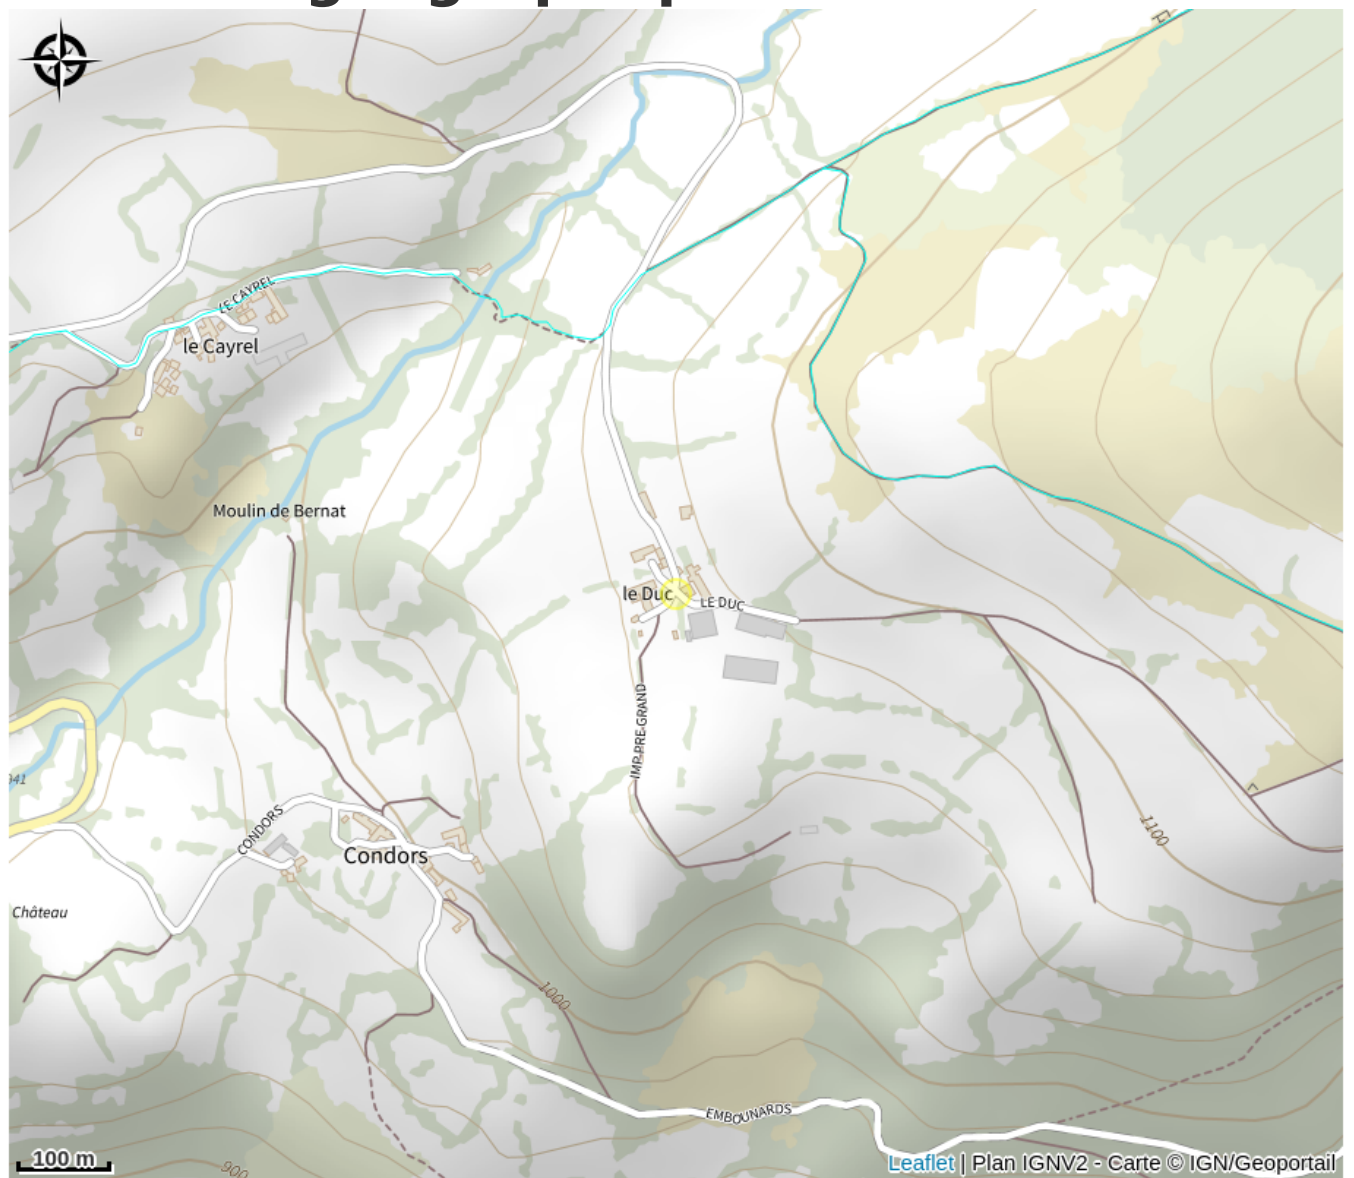 LE CAYREL
le Cayrel
Moulin de Bernat
le Duc
LE DUC
IMP PRE GRAND
941
CONDORS
Condors
1100
Château
1000
EMBOUNARDS
100 m
900
Leaflet | Plan IGNV2 - Carte © IGN/Geoportail